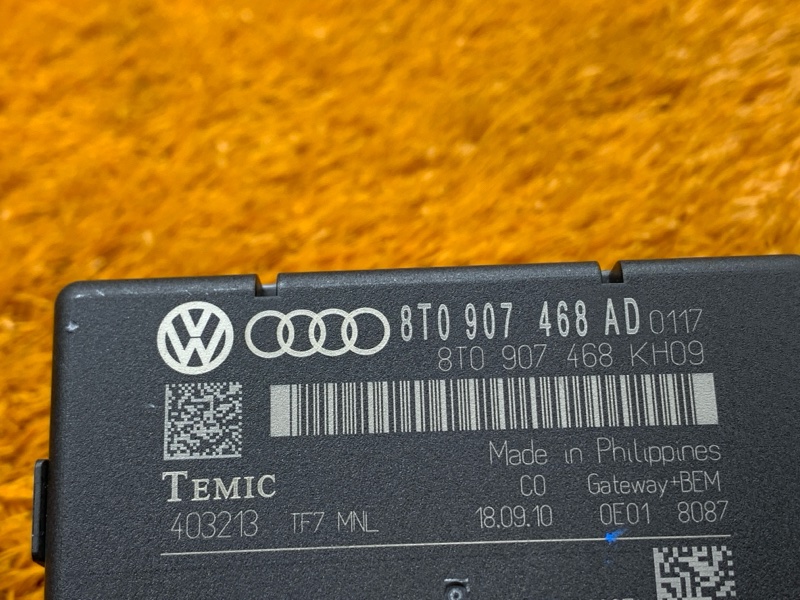 8T0 907 468 AD 0117
8T0 907 468 KH09
Made in Philippines
TEMIC C0 Gateway+BEM
403213 TF7 MNL 18.09.10 0E01 8087